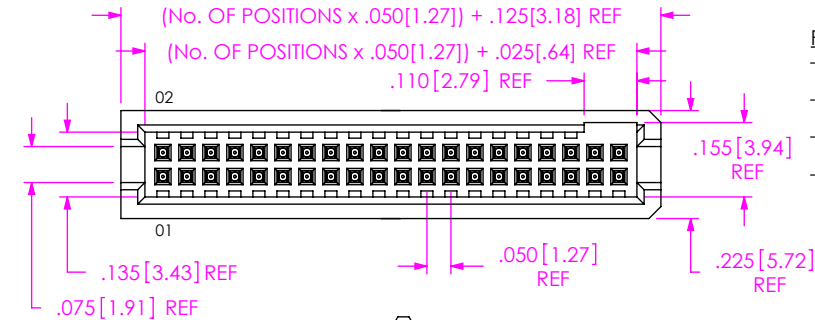 (No. OF POSITIONS x .050[1.27]) + .125[3.18] REF
(No. OF POSITIONS x .050[1.27]) + .025[.64] REF
.110[2.79] REF
02
.155[3.94]
REF
01
.135[3.43] REF
.050[1.27]
REF
.225[5.72]
REF
.075[1.91] REF